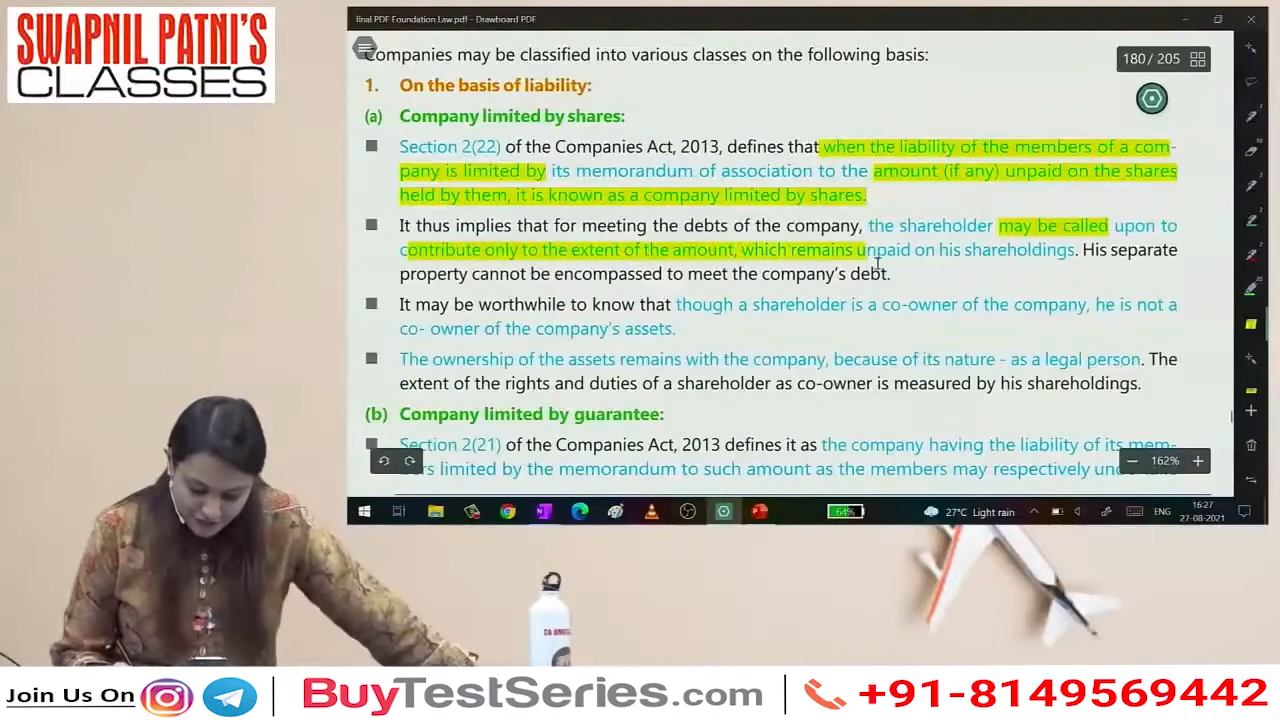 SWAPNIL PATNI'S
CLASSES
final PDF Foundation Law.pdf - Drawboard PDF
Companies may be classified into various classes on the following basis:
180 / 205
1. On the basis of liability:
(a) Company limited by shares:
Section 2(22) of the Companies Act, 2013, defines that when the liability of the members of a com-
pany is limited by its memorandum of association to the amount (if any) unpaid on the shares
held by them, it is known as a company limited by shares.
It thus implies that for meeting the debts of the company, the shareholder may be called upon to
contribute only to the extent of the amount, which remains unpaid on his shareholdings. His separate
property cannot be encompassed to meet the company's debt.
It may be worthwhile to know that though a shareholder is a co-owner of the company, he is not a
co- owner of the company's assets.
The ownership of the assets remains with the company, because of its nature - as a legal person. The
extent of the rights and duties of a shareholder as co-owner is measured by his shareholdings.
(b) Company limited by guarantee:
Section 2(21) of the Companies Act, 2013 defines it as the company having the liability of its mem-
limited by the memorandum to such amount as the members may respectively
162%
64%
27°C Light rain
ENG
16:27
27-08-2021
Join Us On
BuyTestSeries.com
+91-8149569442